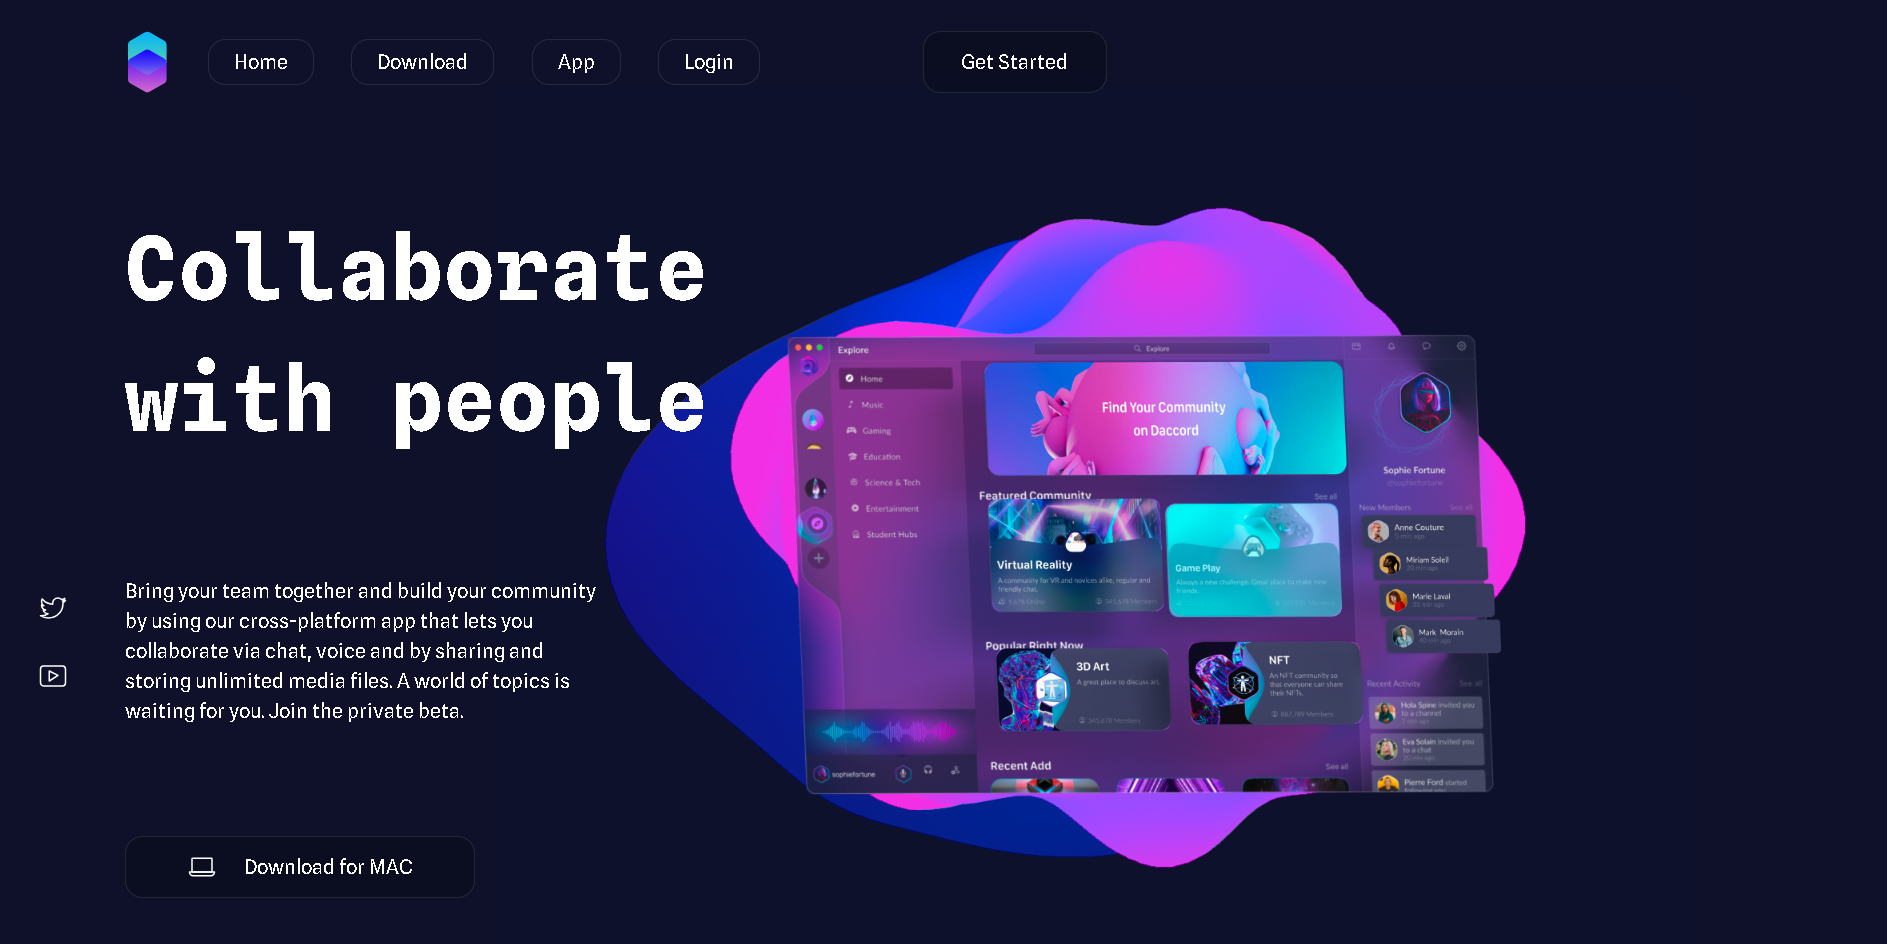 Home
Download
App
Login
Get Started
Collaborate
with people
Bring your team together and build your community
by using our cross-platform app that lets you
collaborate via chat, voice and by sharing and
storing unlimited media files. A world of topics is
waiting for you. Join the private beta.
Download for MAC
Explore
Explore
Home
Music
Gaming
Education
Science & Tech
Entertainment
Student Hubs
sophiefortune
Find Your Community
on Daccord
Featured Community
See all
Virtual Reality
A community for VR and novices alike, regular and
friendly chat.
5,678 Online
345,678 Members
Game Play
Always a new challenge. Great place to make new
friends.
Popular Right Now
3D Art
A great place to discuss art.
345,678 Members
NFT
An NFT community so
that everyone can share
their NFTs.
887,789 Members
Recent Add
See all
Sophie Fortune
@sophiefortune
New Members
See all
Anne Couture
5 min ago
Miriam Soleil
20 min ago
Marie Laval
Mark Morain
40 min ago
Recent Activity
See all
Hola Spine invited you
to a channel
Eva Solain invited you
to a chat
20 min ago
Pierre Ford started